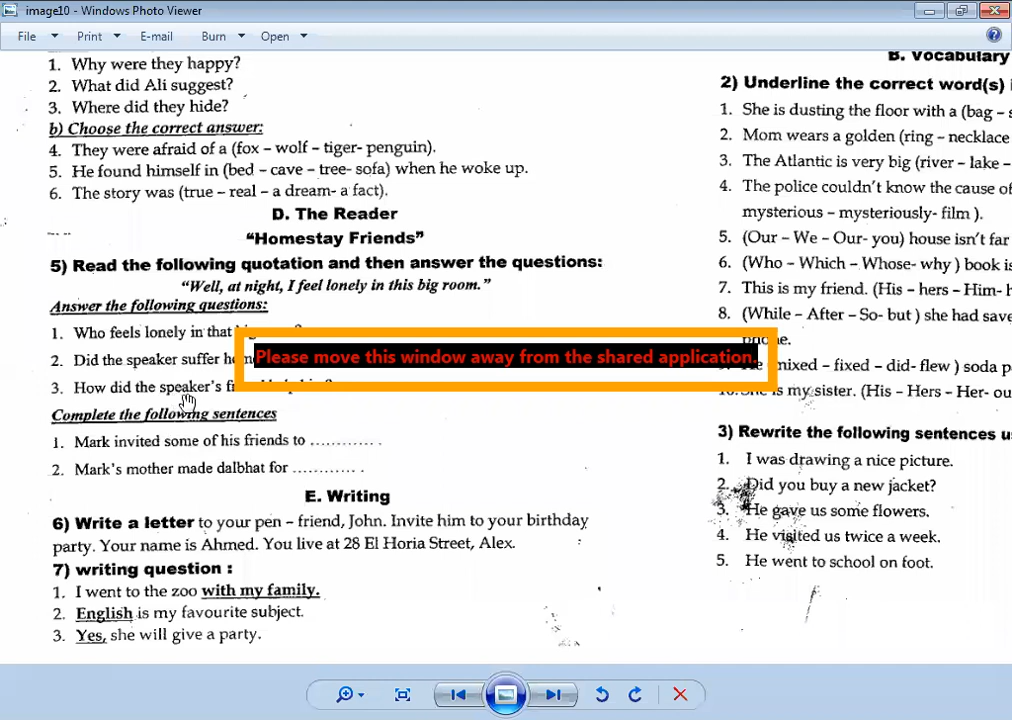 image10 - Windows Photo Viewer
File Print E-mail Burn Open
1. Why were they happy?
2. What did Ali suggest?
3. Where did they hide?
b) Choose the correct answer:
4. They were afraid of a (fox – wolf – tiger- penguin).
5. He found himself in (bed – cave – tree- sofa) when he woke up.
6. The story was (true – real – a dream- a fact).
D. The Reader
“Homestay Friends”
5) Read the following quotation and then answer the questions:
“Well, at night, I feel lonely in this big room.”
Answer the following questions:
1. Who feels lonely in that
2. Did the speaker suffer
3. How did the speaker's
Please move this window away from the shared application.
Complete the following sentences
1. Mark invited some of his friends to ………… .
2. Mark's mother made dalbhat for ………… .
E. Writing
6) Write a letter to your pen – friend, John. Invite him to your birthday
party. Your name is Ahmed. You live at 28 El Horia Street, Alex.
7) writing question :
1. I went to the zoo with my family.
2. English is my favourite subject.
3. Yes, she will give a party.
B. Vocabulary
2) Underline the correct word(s)
1. She is dusting the floor with a (bag –
2. Mom wears a golden (ring – necklace
3. The Atlantic is very big (river – lake –
4. The police couldn't know the cause of
mysterious – mysteriously- film ).
5. (Our – We – Our- you) house isn't far
6. (Who – Which – Whose- why ) book
7. This is my friend. (His – hers – Him-
8. (While – After – So- but ) she had
mixed – fixed – did- flew ) soda
10. She is my sister. (His – Hers – Her-
3) Rewrite the following sentences
1. I was drawing a nice picture.
2. Did you buy a new jacket?
3. He gave us some flowers.
4. He visited us twice a week.
5. He went to school on foot.